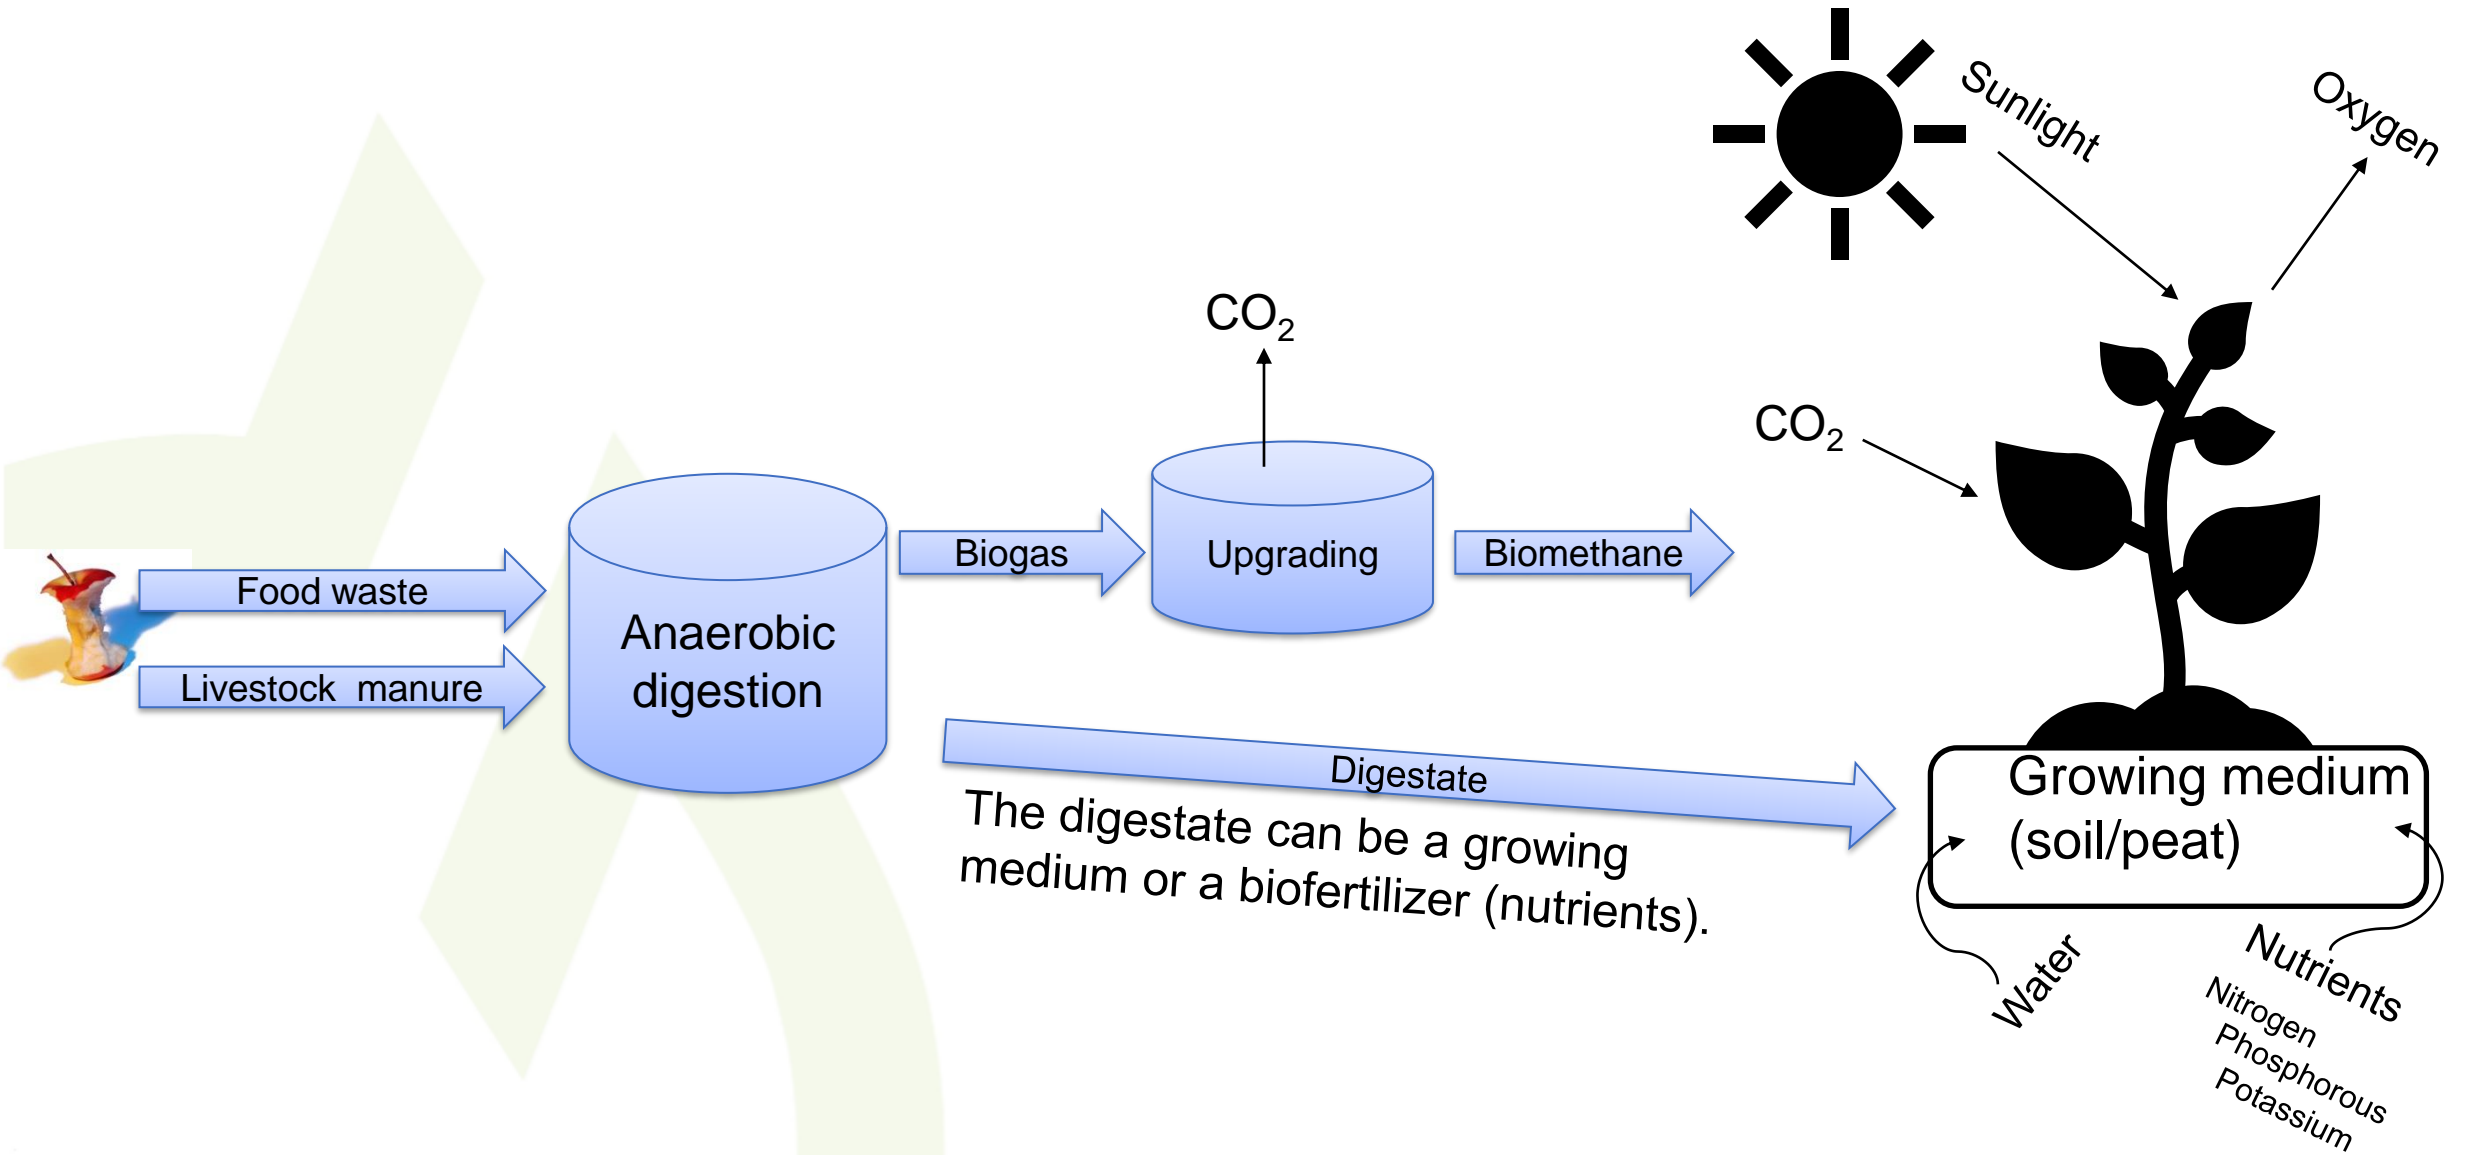 Sunlight
Oxygen
CO₂
CO₂
Biogas
Upgrading
Biomethane
Food waste
Livestock manure
Anaerobic
digestion
Digestate
The digestate can be a growing
medium or a biofertilizer (nutrients).
Growing medium
(soil/peat)
Water
Nutrients
Nitrogen
Phosphorous
Potassium